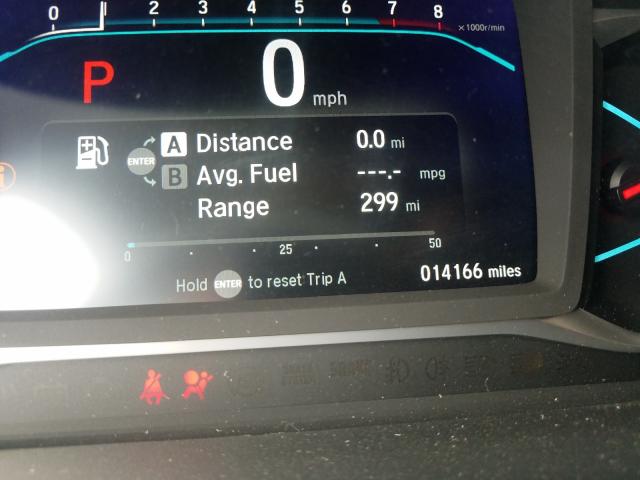 0 1 2 3 4 5 6 7 8
x1000r/min
P 0 mph
ENTER A Distance 0.0 mi
B Avg. Fuel ---.- mpg
Range 299 mi
0 25 50
Hold ENTER to reset Trip A
014166 miles